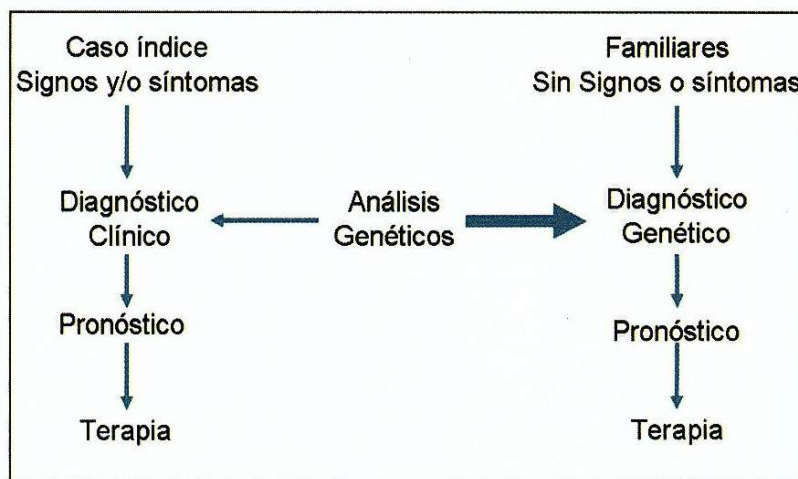 Caso índice
Signos y/o síntomas
Familiares
Sin Signos o síntomas
Diagnóstico
Clínico
Análisis
Genéticos
Diagnóstico
Genético
Pronóstico
Pronóstico
Terapia
Terapia